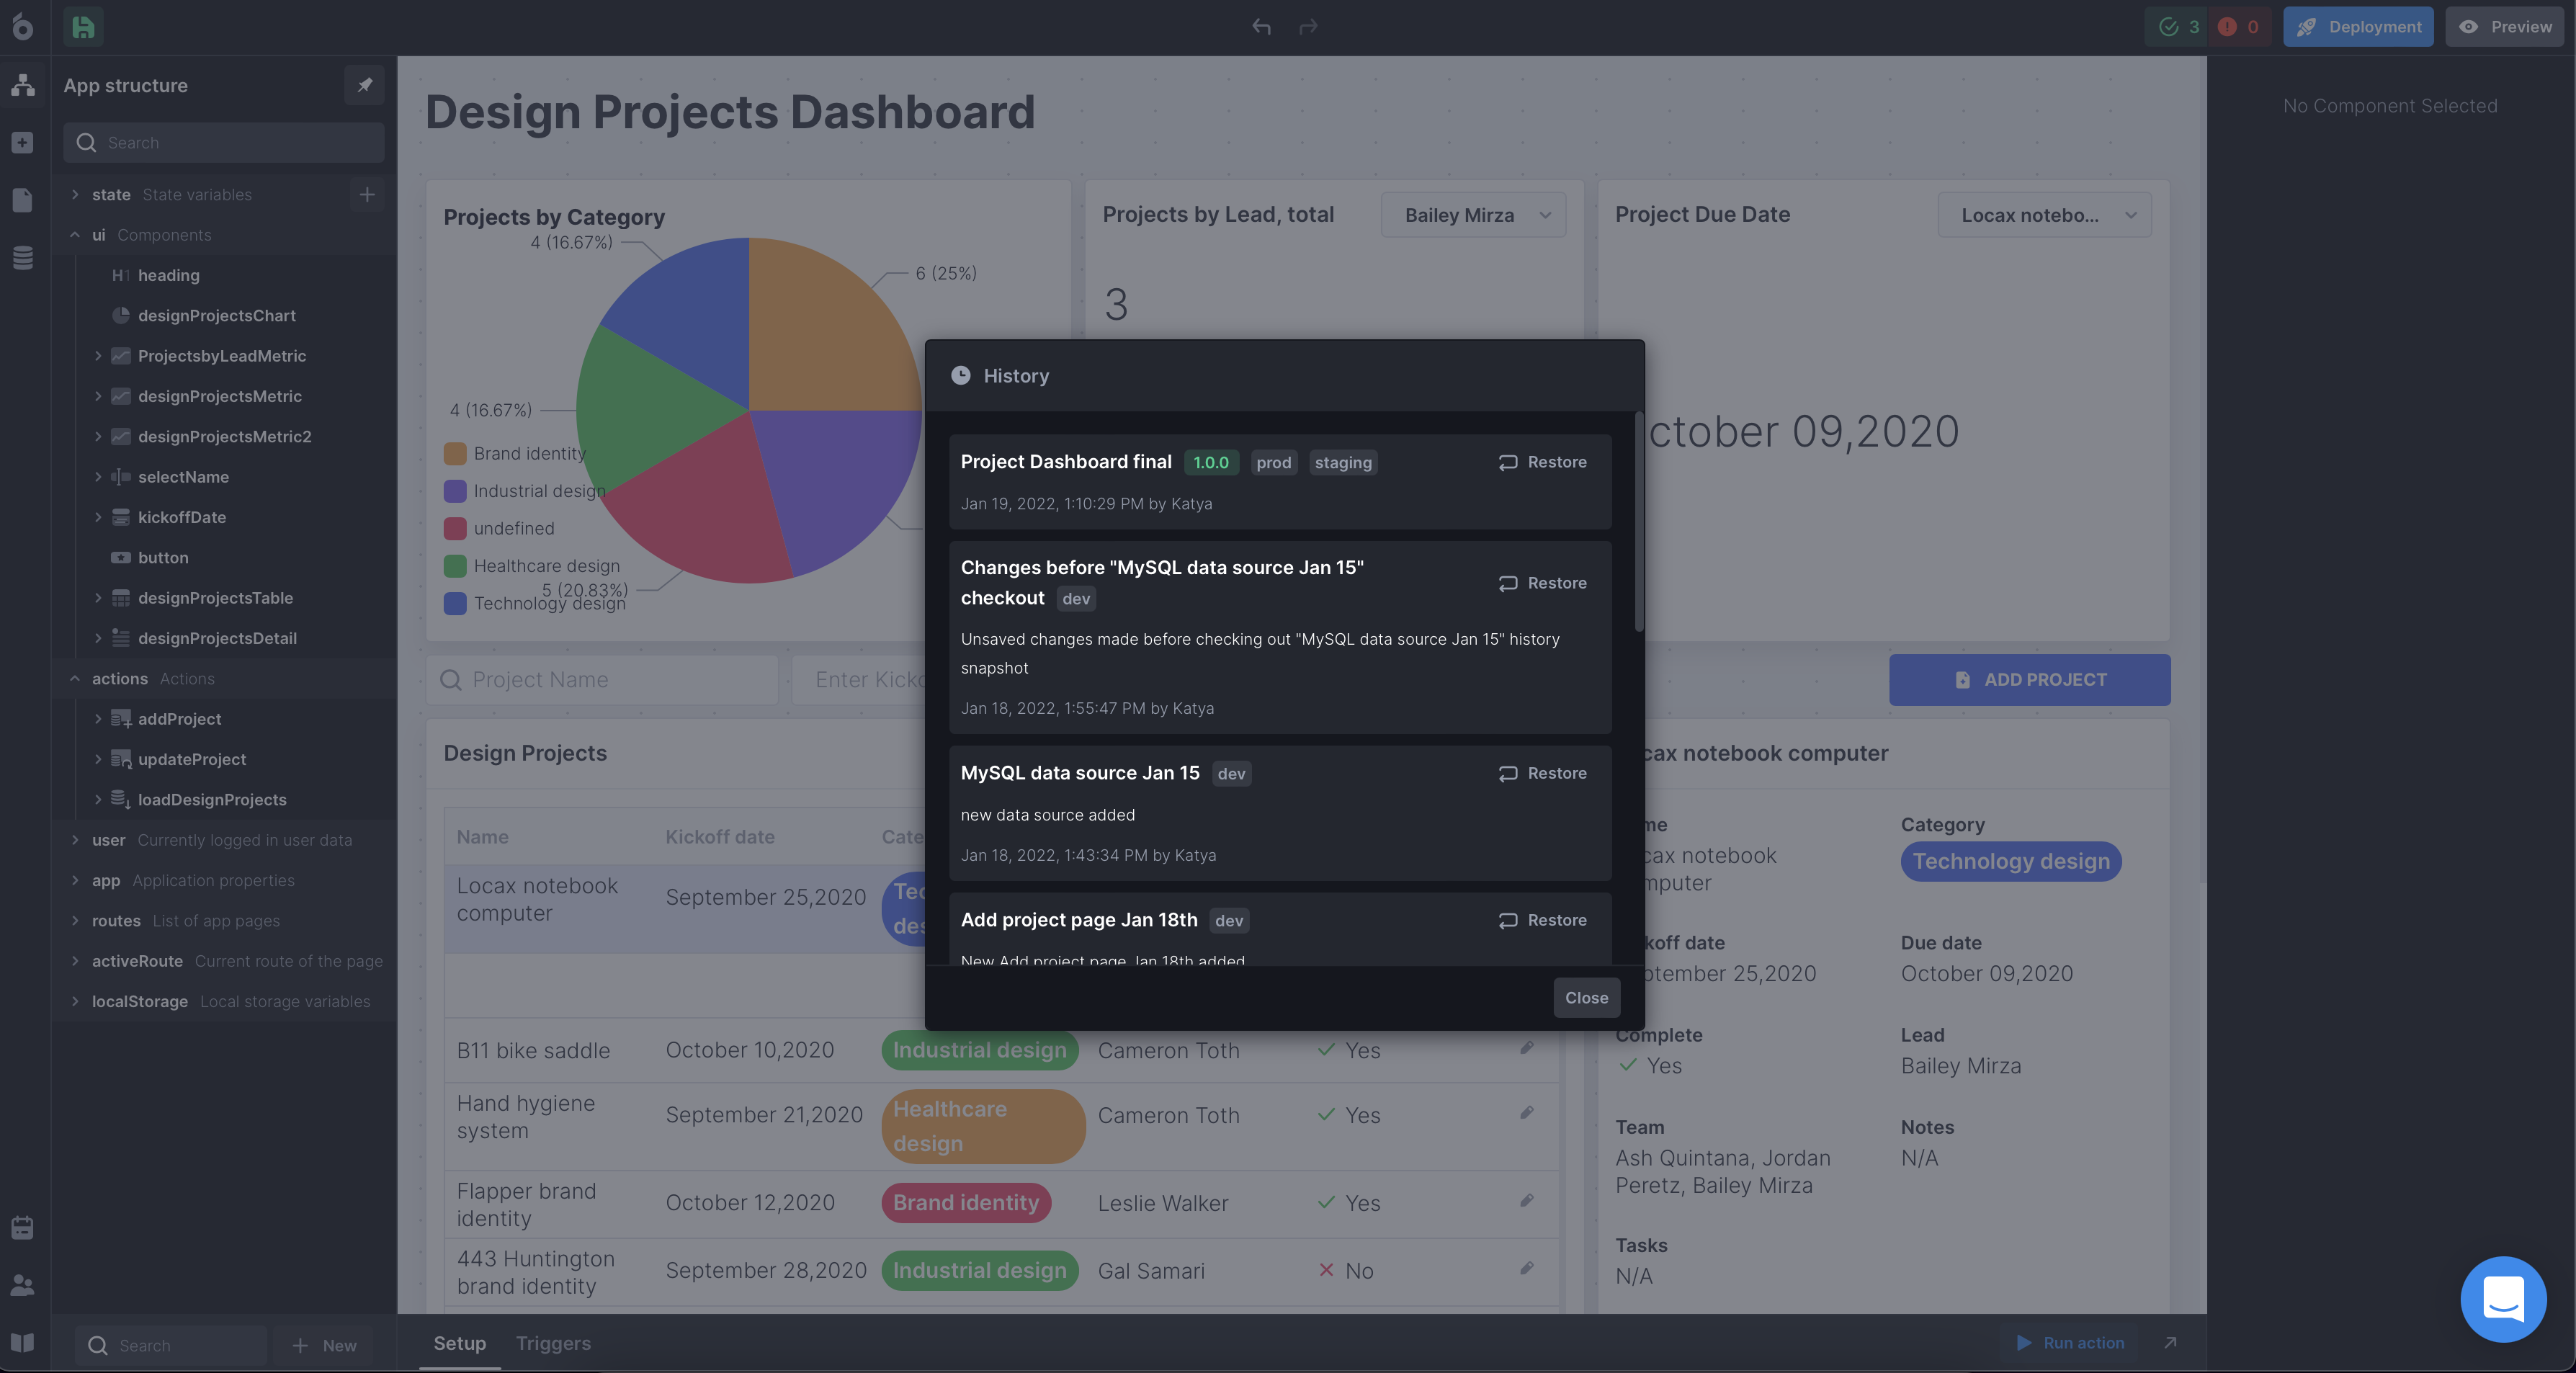 3
0
Deployment
Preview
App structure
Search
state State variables
ui Components
H1 heading
designProjectsChart
ProjectsbyLeadMetric
designProjectsMetric
designProjectsMetric2
selectName
kickoffDate
button
designProjectsTable
designProjectsDetail
actions Actions
addProject
updateProject
loadDesignProjects
user Currently logged in user data
app Application properties
routes List of app pages
activeRoute Current route of the page
localStorage Local storage variables
Search
New
Design Projects Dashboard
Projects by Category
4 (16.67%)
6 (25%)
4 (16.67%)
5 (20.83%)
Brand identity
Industrial design
undefined
Healthcare design
Technology design
Projects by Lead, total
Bailey Mirza
3
Project Due Date
Locax notebo...
ctober 09,2020
Project Name
Enter Kick
ADD PROJECT
History
Project Dashboard final 1.0.0 prod staging
Restore
Jan 19, 2022, 1:10:29 PM by Katya
Changes before "MySQL data source Jan 15"
checkout dev
Restore
Unsaved changes made before checking out "MySQL data source Jan 15" history
snapshot
Jan 18, 2022, 1:55:47 PM by Katya
MySQL data source Jan 15 dev
Restore
new data source added
Jan 18, 2022, 1:43:34 PM by Katya
Add project page Jan 18th dev
Restore
New Add project page Jan 18th added
Close
Design Projects
Name Kickoff date Cate
Locax notebook
computer
September 25,2020
Tec
des
B11 bike saddle October 10,2020 Industrial design Cameron Toth Yes
Hand hygiene
system
September 21,2020
Healthcare
design
Cameron Toth
Yes
Flapper brand
identity
October 12,2020
Brand identity
Leslie Walker
Yes
443 Huntington
brand identity
September 28,2020
Industrial design
Gal Samari
No
cax notebook computer
me
cax notebook
mputer
Category
Technology design
koff date
ptember 25,2020
Due date
October 09,2020
Complete
Yes
Lead
Bailey Mirza
Team
Ash Quintana, Jordan
Peretz, Bailey Mirza
Notes
N/A
Tasks
N/A
Setup
Triggers
Run action
No Component Selected